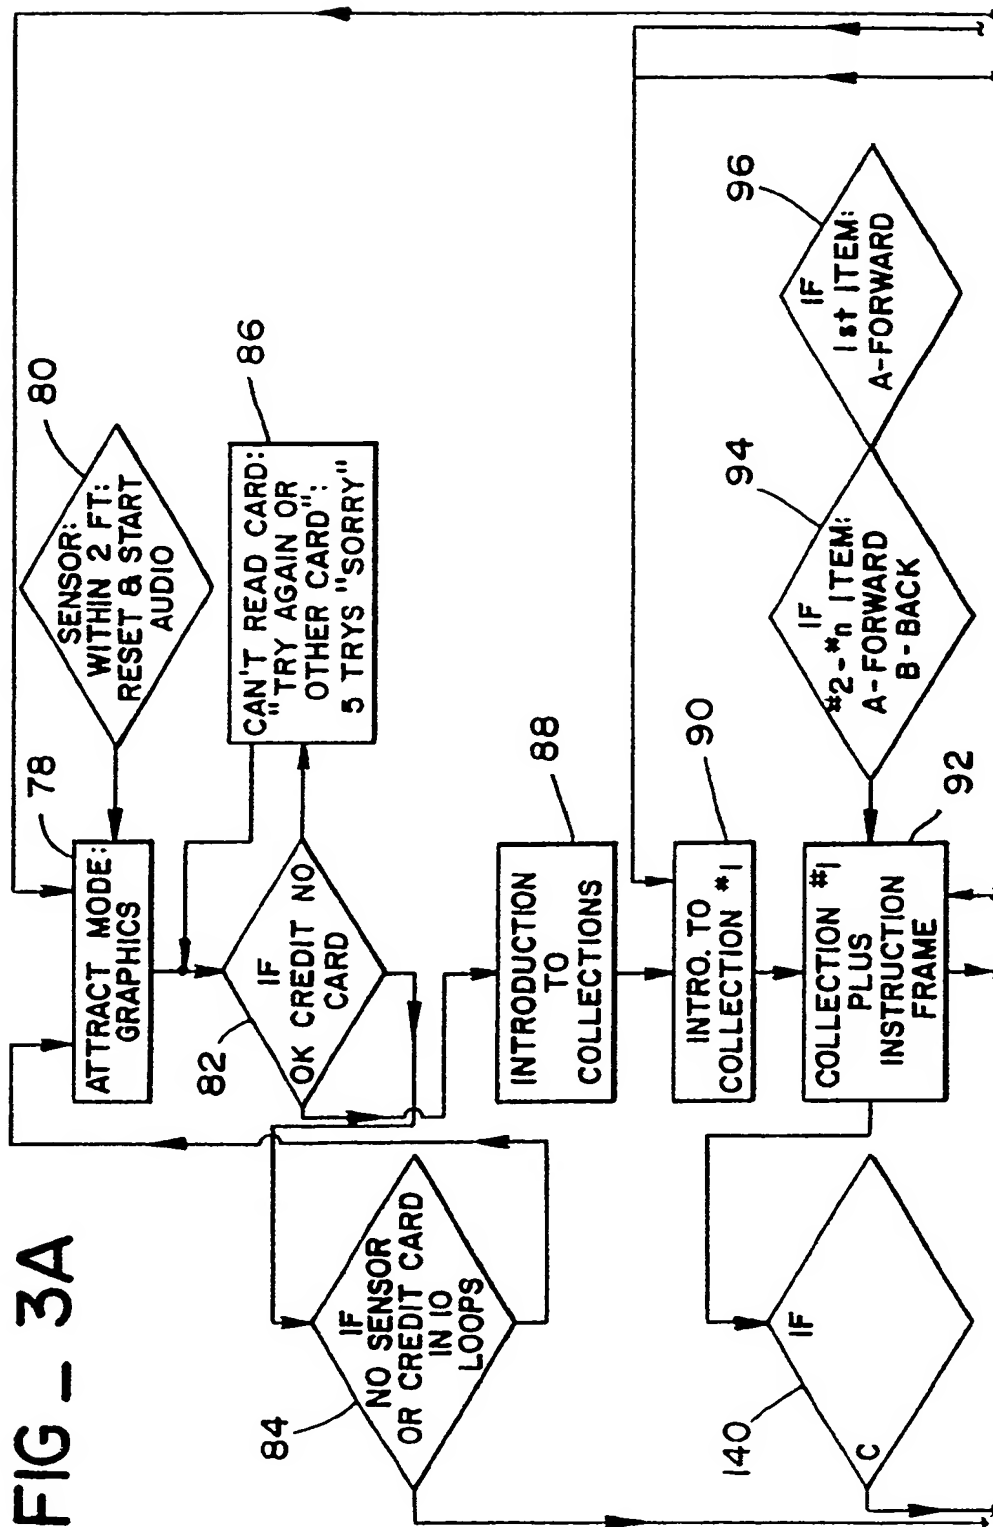 FIG_3A
78
ATTRACT MODE:
GRAPHICS
80
SENSOR:
WITHIN 2 FT:
RESET & START
AUDIO
82
IF
OK CREDIT NO
CARD
86
CAN'T READ CARD:
"TRY AGAIN OR
OTHER CARD":
5 TRYS "SORRY"
84
IF
NO SENSOR
OR CREDIT CARD
IN 10
LOOPS
88
INTRODUCTION
TO
COLLECTIONS
90
INTRO. TO
COLLECTION #1
92
COLLECTION #1
PLUS
INSTRUCTION
FRAME
94
IF
#2-#n ITEM:
A-FORWARD
B-BACK
96
IF
1st ITEM:
A-FORWARD
140
IF
C